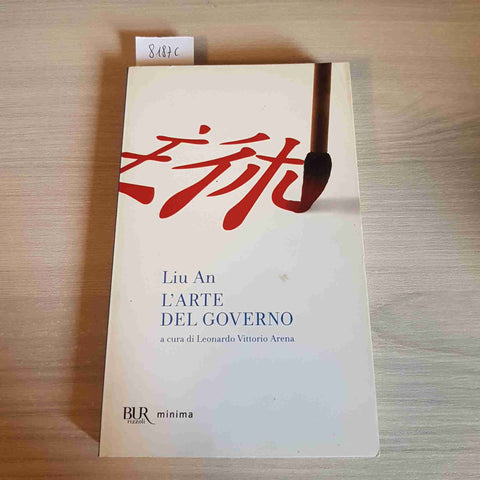 8187c
Liu An
L'ARTE
DEL GOVERNO
a cura di Leonardo Vittorio Arena
BUR
rizzoli
minima